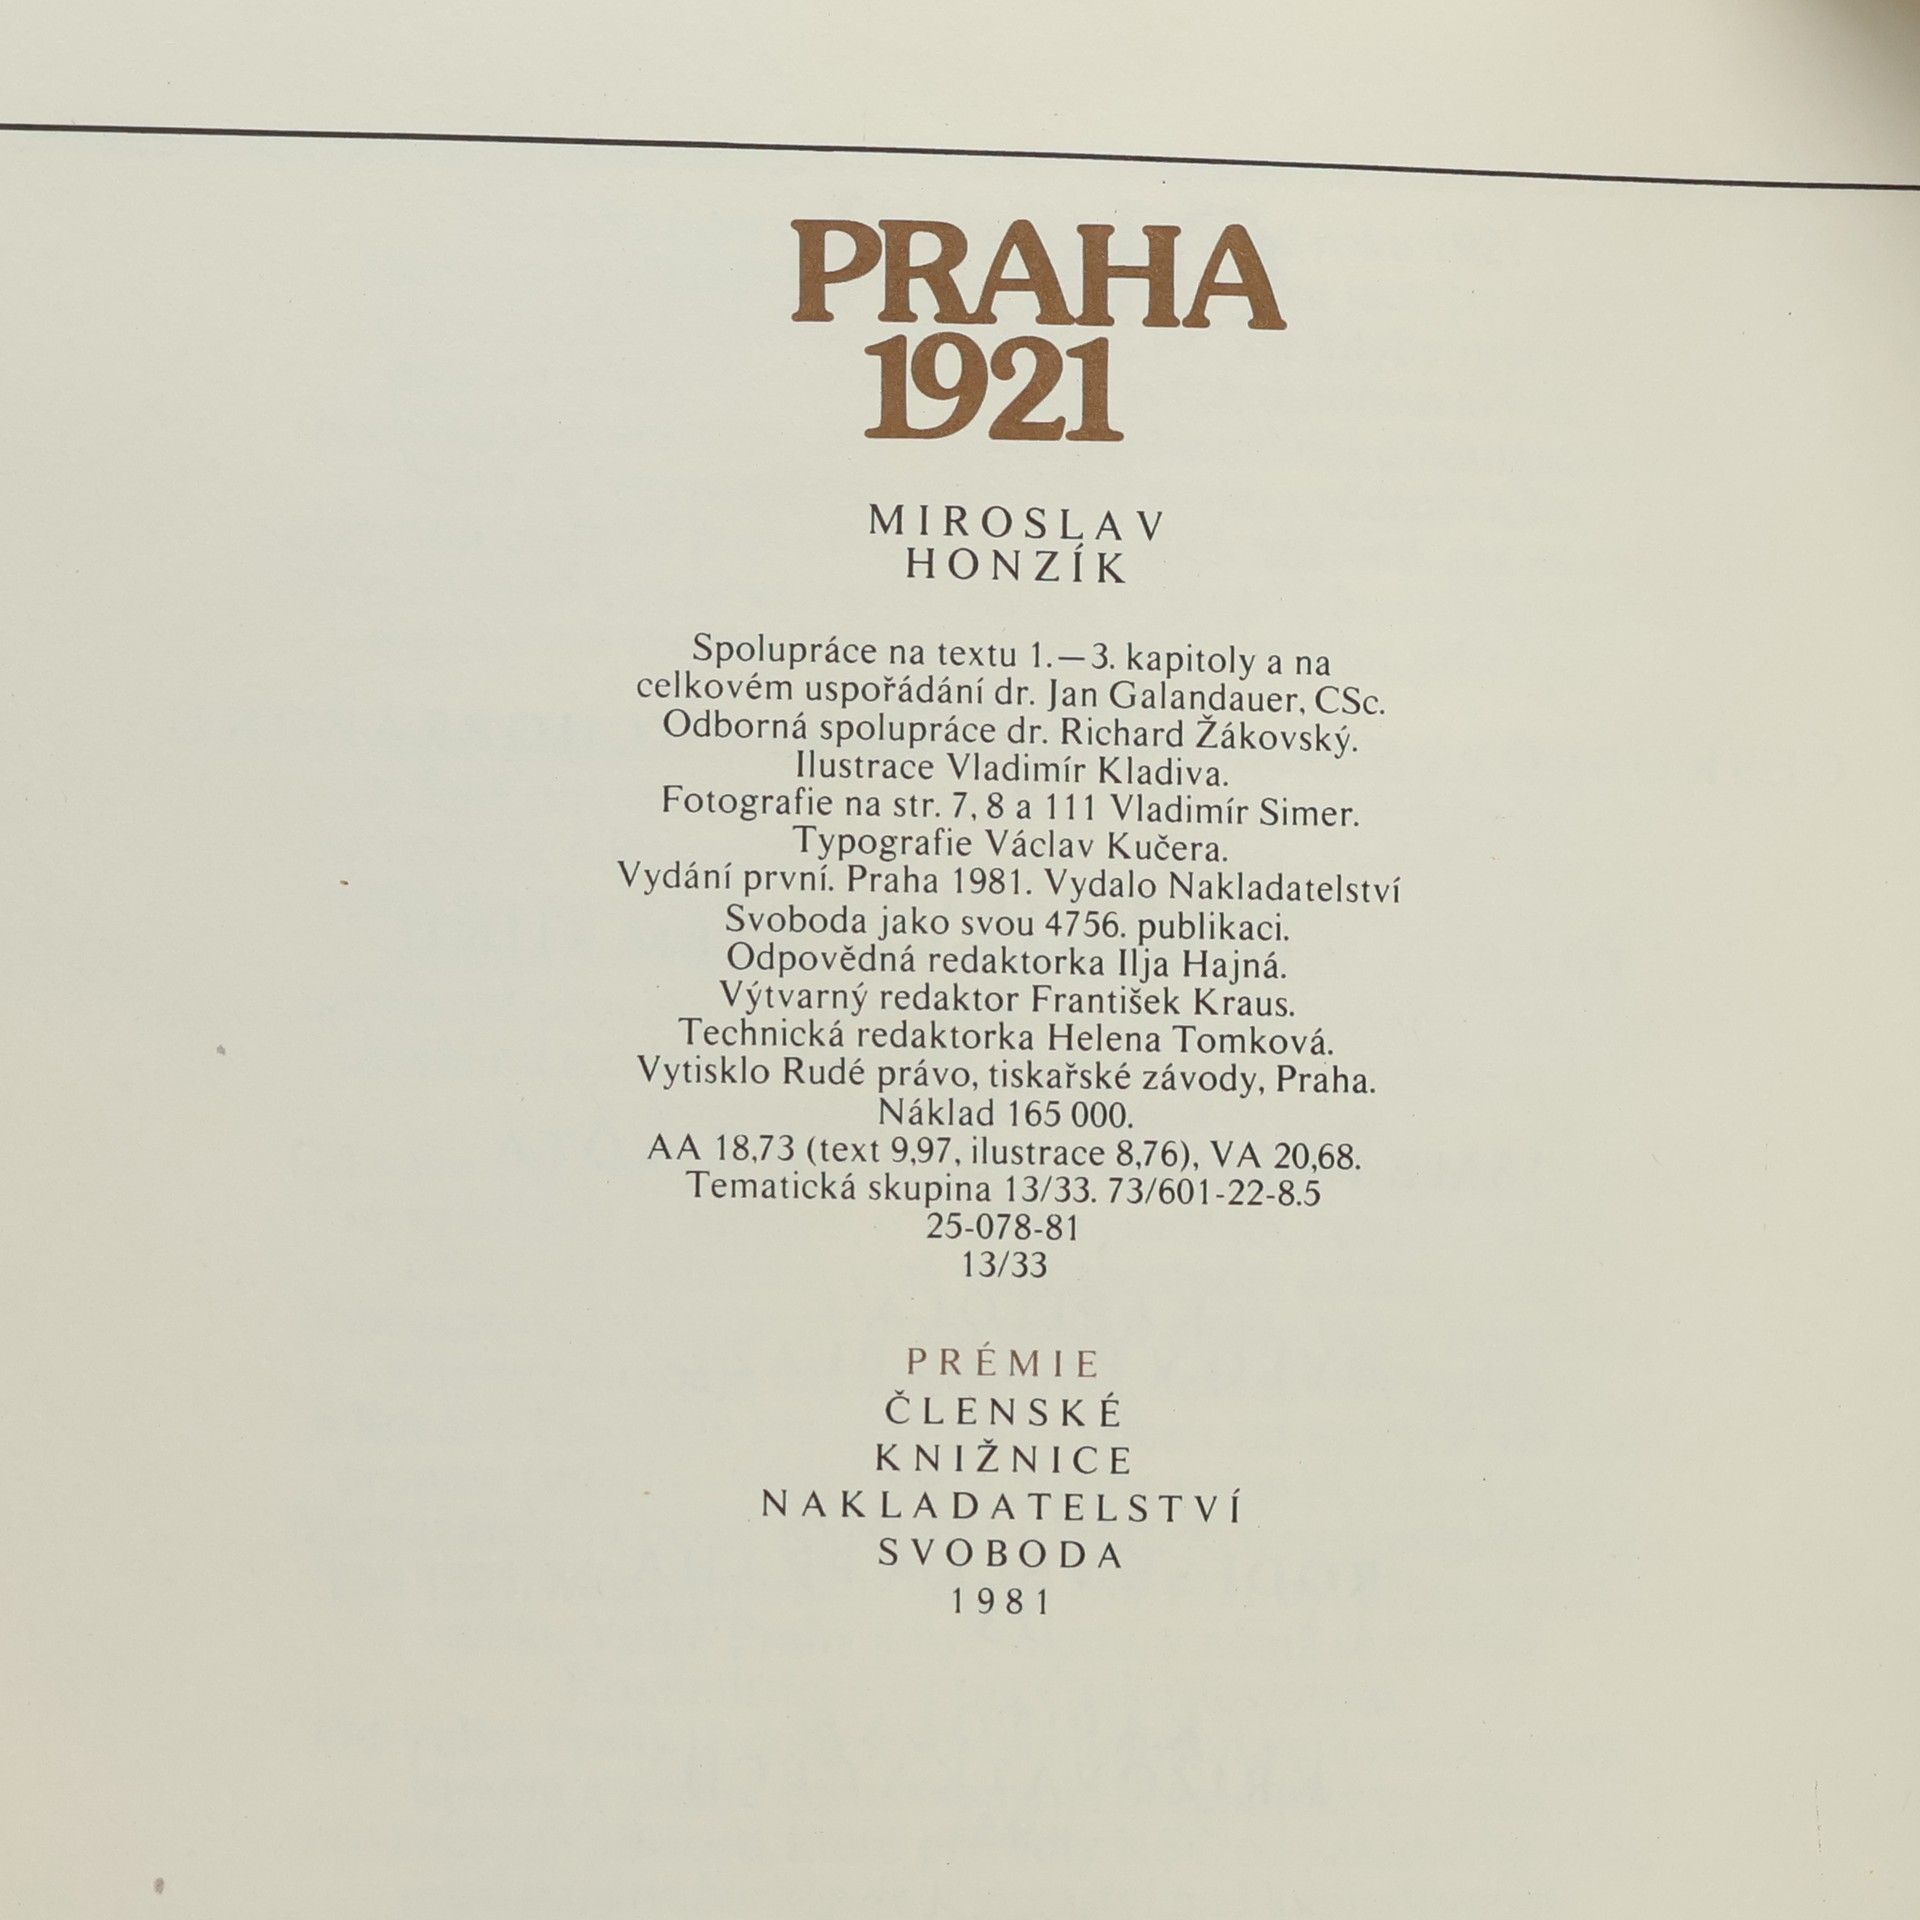 PRAHA
1921
MIROSLAV
HONZÍK
Spolupráce na textu 1.—3. kapitoly a na
celkovém uspořádání dr. Jan Galandauer, CSc.
Odborná spolupráce dr. Richard Žákovský.
Ilustrace Vladimír Kladiva.
Fotografie na str. 7, 8 a 111 Vladimír Simer.
Typografie Václav Kučera.
Vydání první. Praha 1981. Vydalo Nakladatelství
Svoboda jako svou 4756. publikaci.
Odpovědná redaktorka Ilja Hajná.
Výtvarný redaktor František Kraus.
Technická redaktorka Helena Tomková.
Vytisklo Rudé právo, tiskařské závody, Praha.
Náklad 165 000.
AA 18,73 (text 9,97, ilustrace 8,76), VA 20,68.
Tematická skupina 13/33. 73/601-22-8.5
25-078-81
13/33
PRÉMIE
ČLENSKÉ
KNIŽNICE
NAKLADATELSTVÍ
SVOBODA
1981